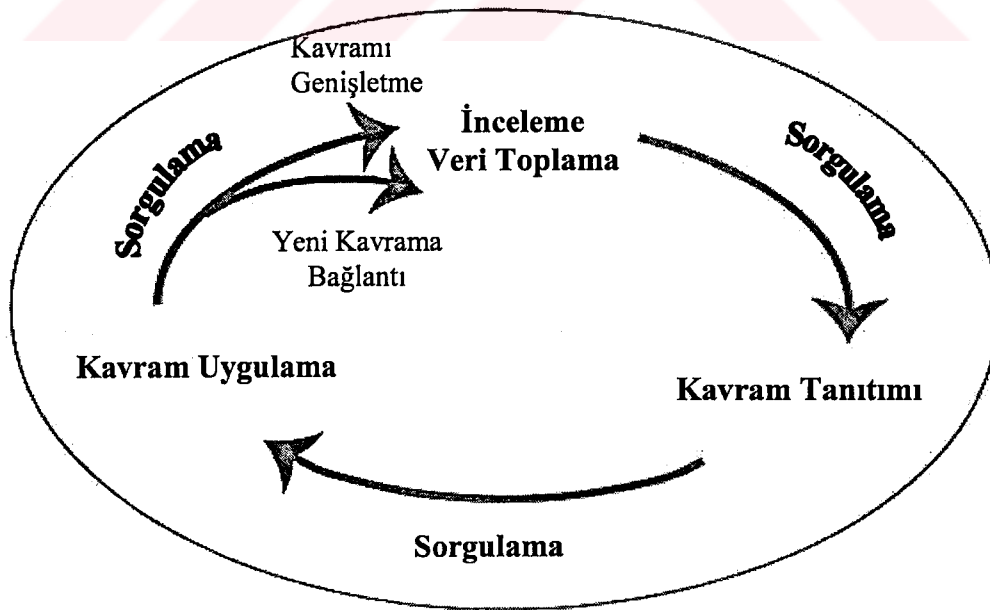 Kavramı
Genişletme
İnceleme
Veri Toplama
Sorgulama
Sorgulama
Yeni Kavrama
Bağlantı
Kavram Uygulama
Kavram Tanıtımı
Sorgulama